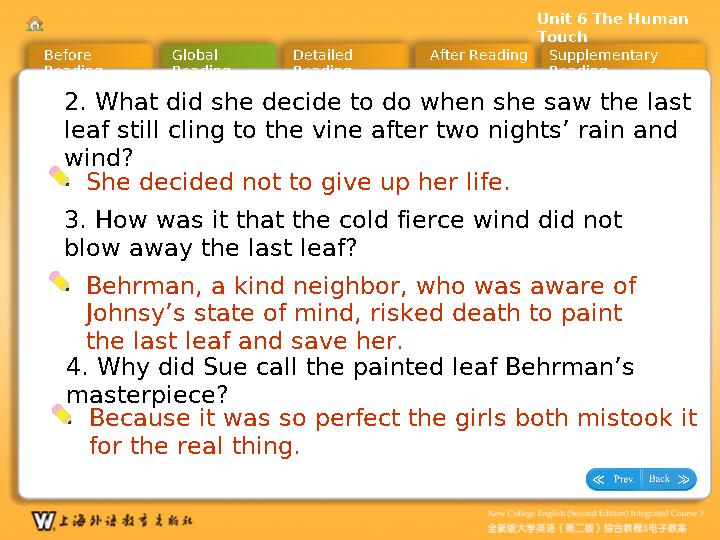 Unit 6 The Human
Touch
Before
Reading
Global
Reading
Detailed
Reading
After Reading
Supplementary
Reading
2. What did she decide to do when she saw the last
leaf still cling to the vine after two nights’ rain and
wind?
She decided not to give up her life.
3. How was it that the cold fierce wind did not
blow away the last leaf?
Behrman, a kind neighbor, who was aware of
Johnsy’s state of mind, risked death to paint
the last leaf and save her.
4. Why did Sue call the painted leaf Behrman’s
masterpiece?
Because it was so perfect the girls both mistook it
for the real thing.
Prev. Back
上海外语教育出版社
New College English (Second Edition) Integrated Course 3
全新版大学英语（第二版）综合教程3电子教案